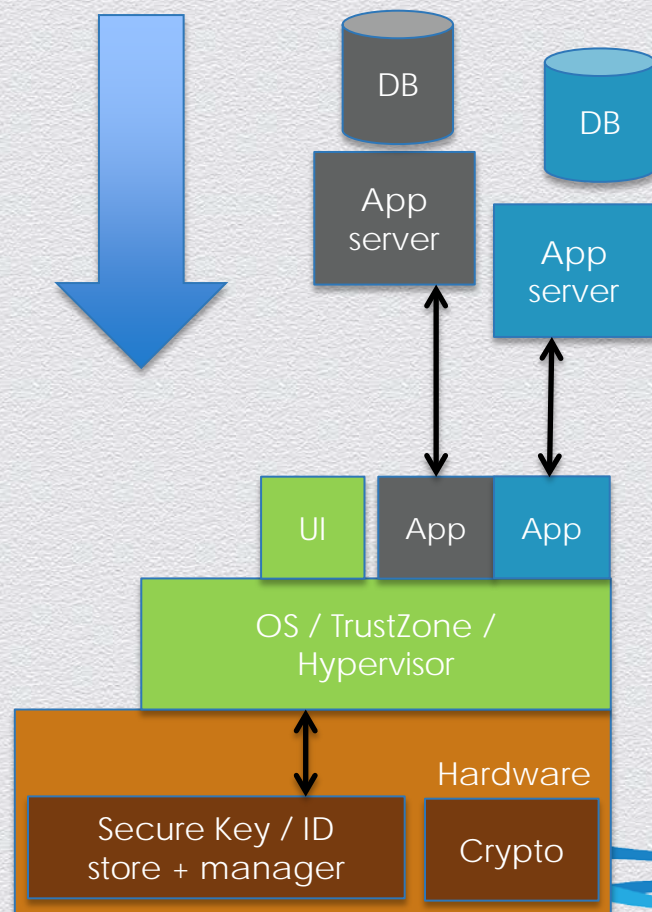 DB
DB
App
server
App
server
UI
App
App
OS / TrustZone /
Hypervisor
Hardware
Secure Key / ID
store + manager
Crypto